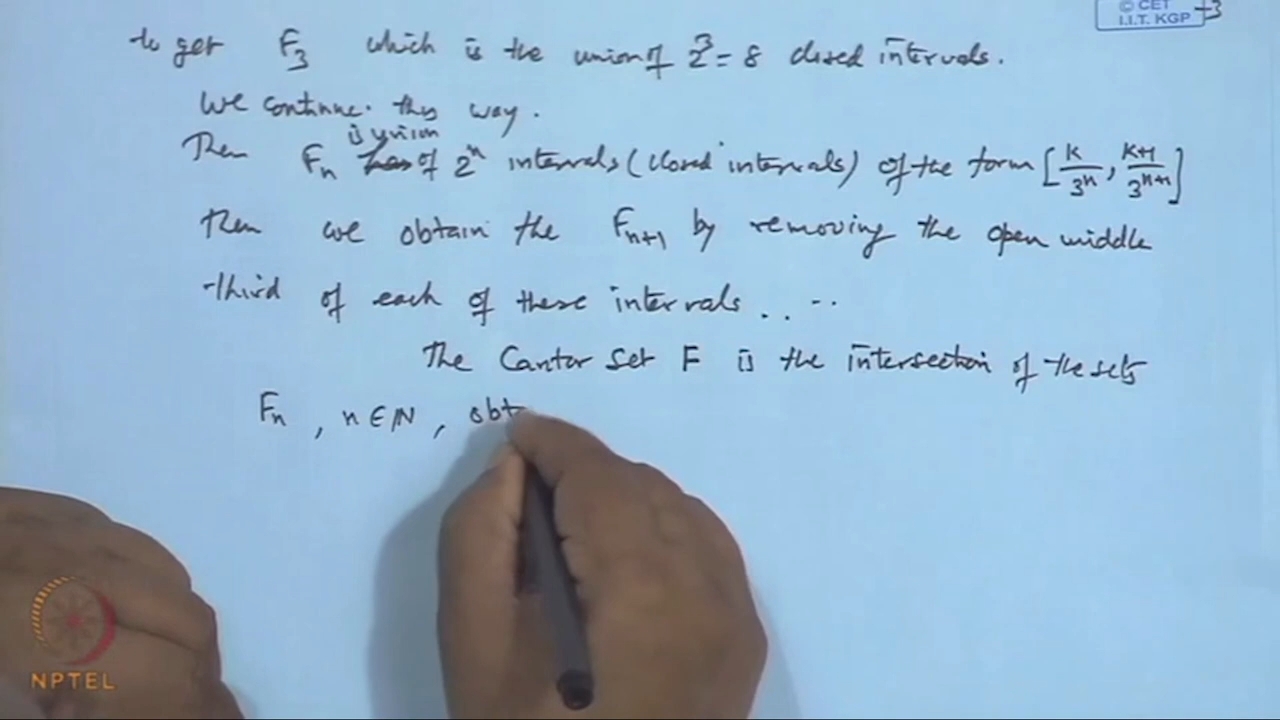 © CET
I.I.T. KGP
to get F₃ which is the union of 2³ = 8 closed intervals.
We continue this way.
is union
Then Fₙ of 2ⁿ intervals (closed intervals) of the form [k/3ⁿ, k+1/3ⁿ⁺ⁿ]
Then we obtain the Fₙ₊₁ by removing the open middle
third of each of these intervals . . . .
The Cantor Set F is the intersection of the sets
Fₙ, n ∈ ℕ, obt
NPTEL